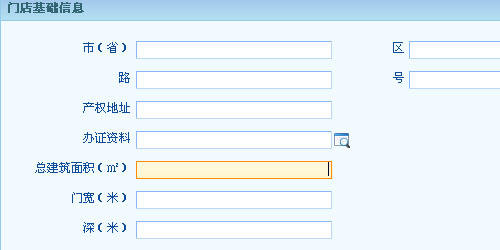 门店基础信息
市（省） 区
路 号
产权地址
办证资料
总建筑面积（㎡）
门宽（米）
深（米）